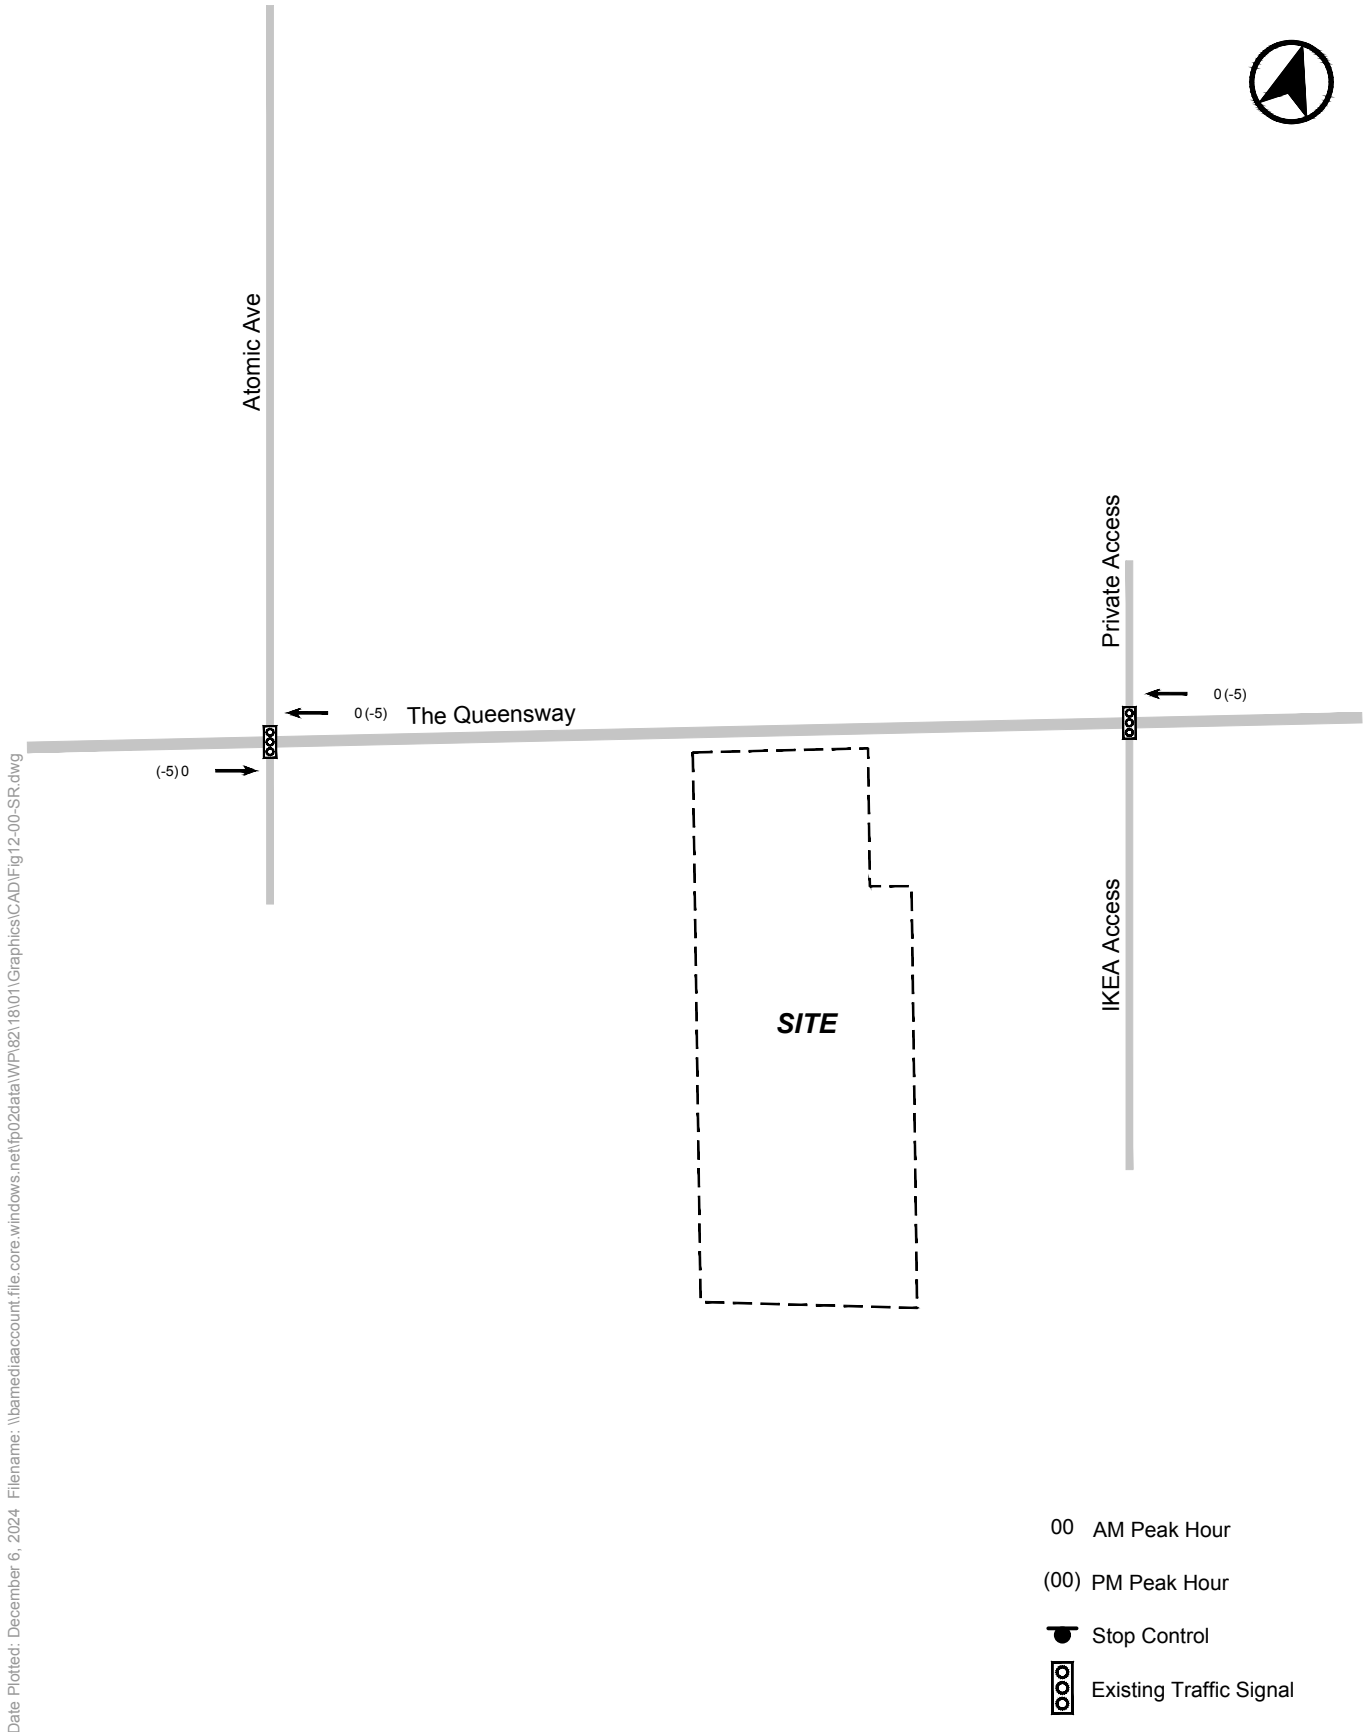 Atomic Ave
Private Access
0 (-5)
0 (-5)
The Queensway
(-5) 0
IKEA Access
SITE
00 AM Peak Hour
(00) PM Peak Hour
Stop Control
Existing Traffic Signal
Date Plotted: December 6, 2024 Filename: \\bamediaaccount.file.core.windows.net\fp02data\WP\82\18\01\Graphics\CAD\Fig12-00-SR.dwg